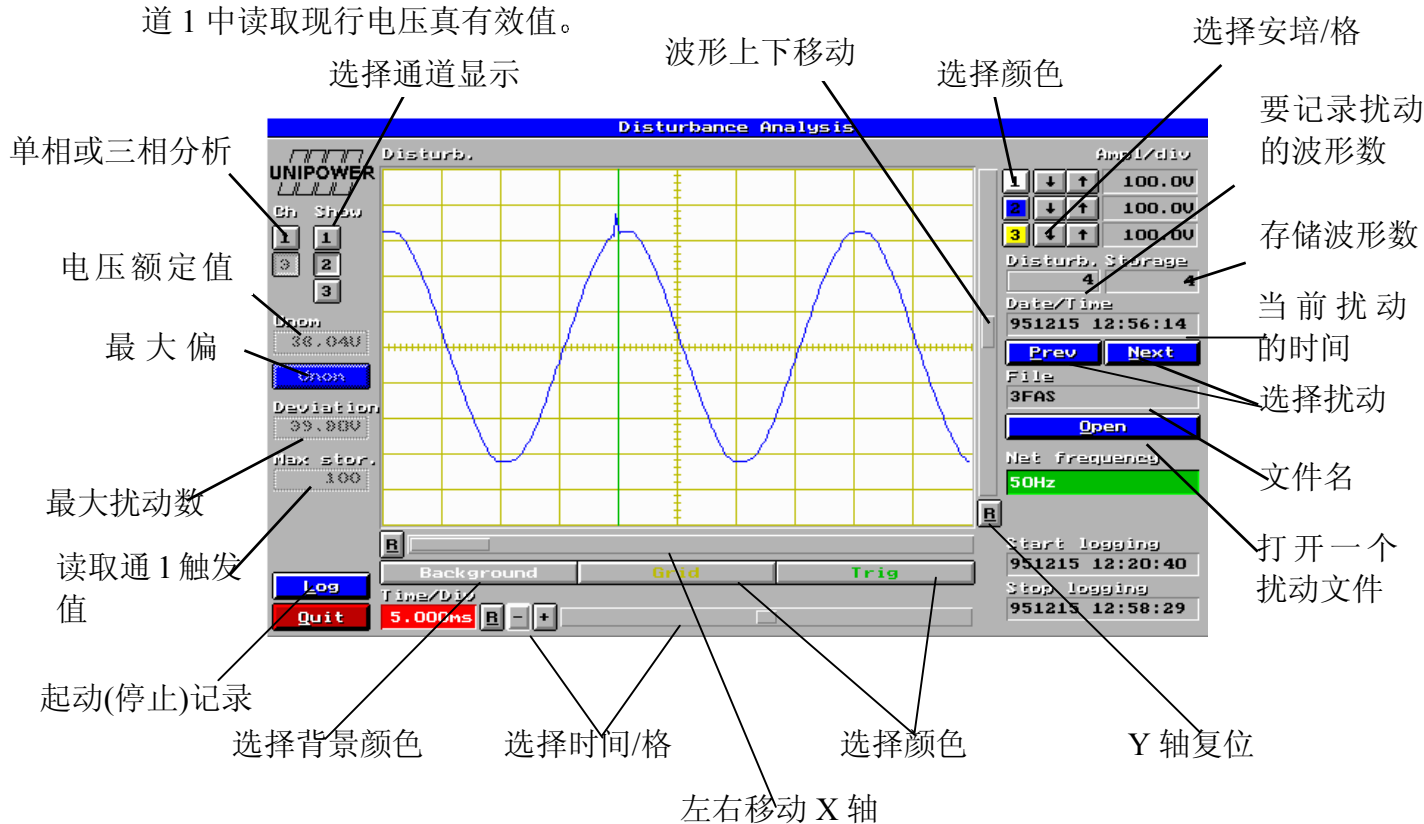 道 1 中读取现行电压真有效值。
选择安培/格
波形上下移动
选择颜色
选择通道显示
要记录扰动
的波形数
单相或三相分析
存储波形数
电压额定值
当前扰动
的时间
最大偏
选择扰动
最大扰动数
文件名
读取通 1 触发
值
打开一个
扰动文件
起动(停止)记录
选择背景颜色
选择时间/格
选择颜色
Y 轴复位
左右移动 X 轴
Disturbance Analysis
UNIPOWER
Disturb.
Ampl/div
1 ↓ ↑ 100.0V
2 ↓ ↑ 100.0V
3 ↓ ↑ 100.0V
Ch Show
1 1
3 2
3
Disturb. Storage
4 4
Date/Time
951215 12:56:14
Prev Next
File
3FAS
Open
Net frequency
50Hz
Unom
Unom
Deviation
39.80V
Max stor.
100
R
R
Background Grid Trig
Start logging
951215 12:20:40
Stop logging
951215 12:58:29
Log
Quit
Time/Div
5.000ms R - +